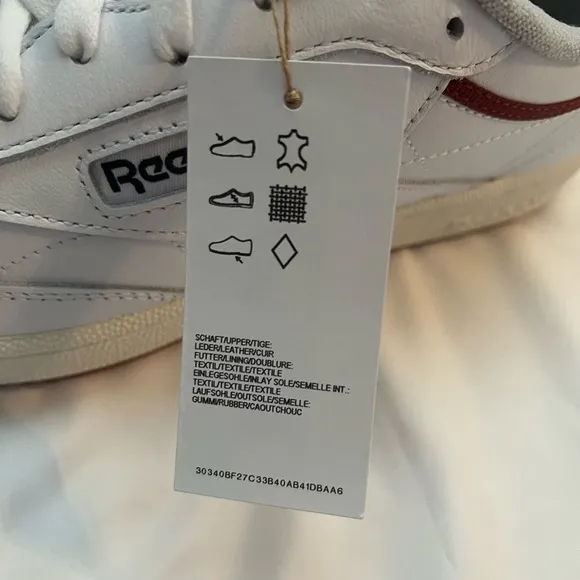 Ree
SCHAFT/UPPER/TIGE:
LEDER/LEATHER/CUIR
FUTTER/LINING/DOUBLURE:
TEXTIL/TEXTILE/TEXTILE
EINLEGESOHLE/INLAY SOLE/SEMELLE INT.:
TEXTIL/TEXTILE/TEXTILE
LAUFSOHLE/OUTSOLE/SEMELLE:
GUMMI/RUBBER/CAOUTCHOUC
30340BF27C33B40AB41DBAA6